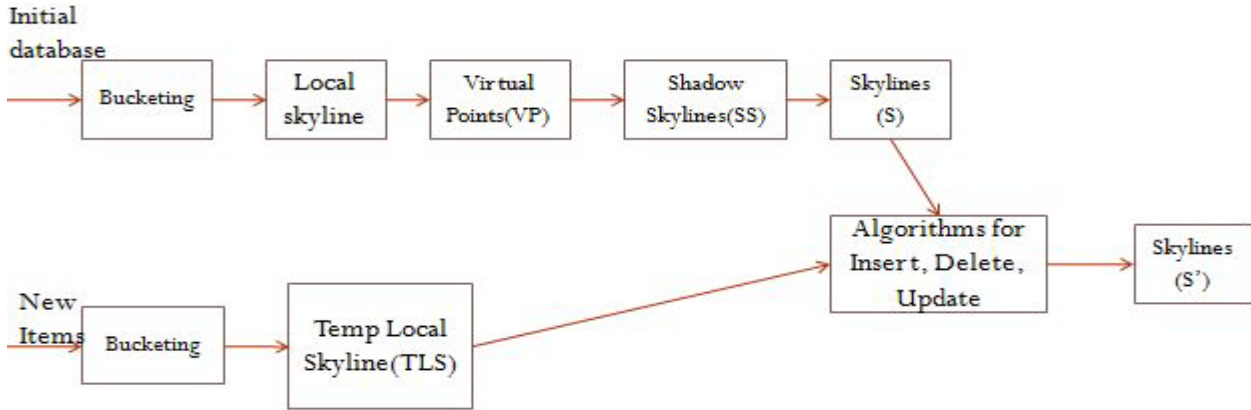 Initial
database
Bucketing
Local
skyline
Virtual
Points(VP)
Shadow
Skylines(SS)
Skylines
(S)
Algorithms for
Insert, Delete,
Update
Skylines
(S')
New
Items
Bucketing
Temp Local
Skyline(TLS)